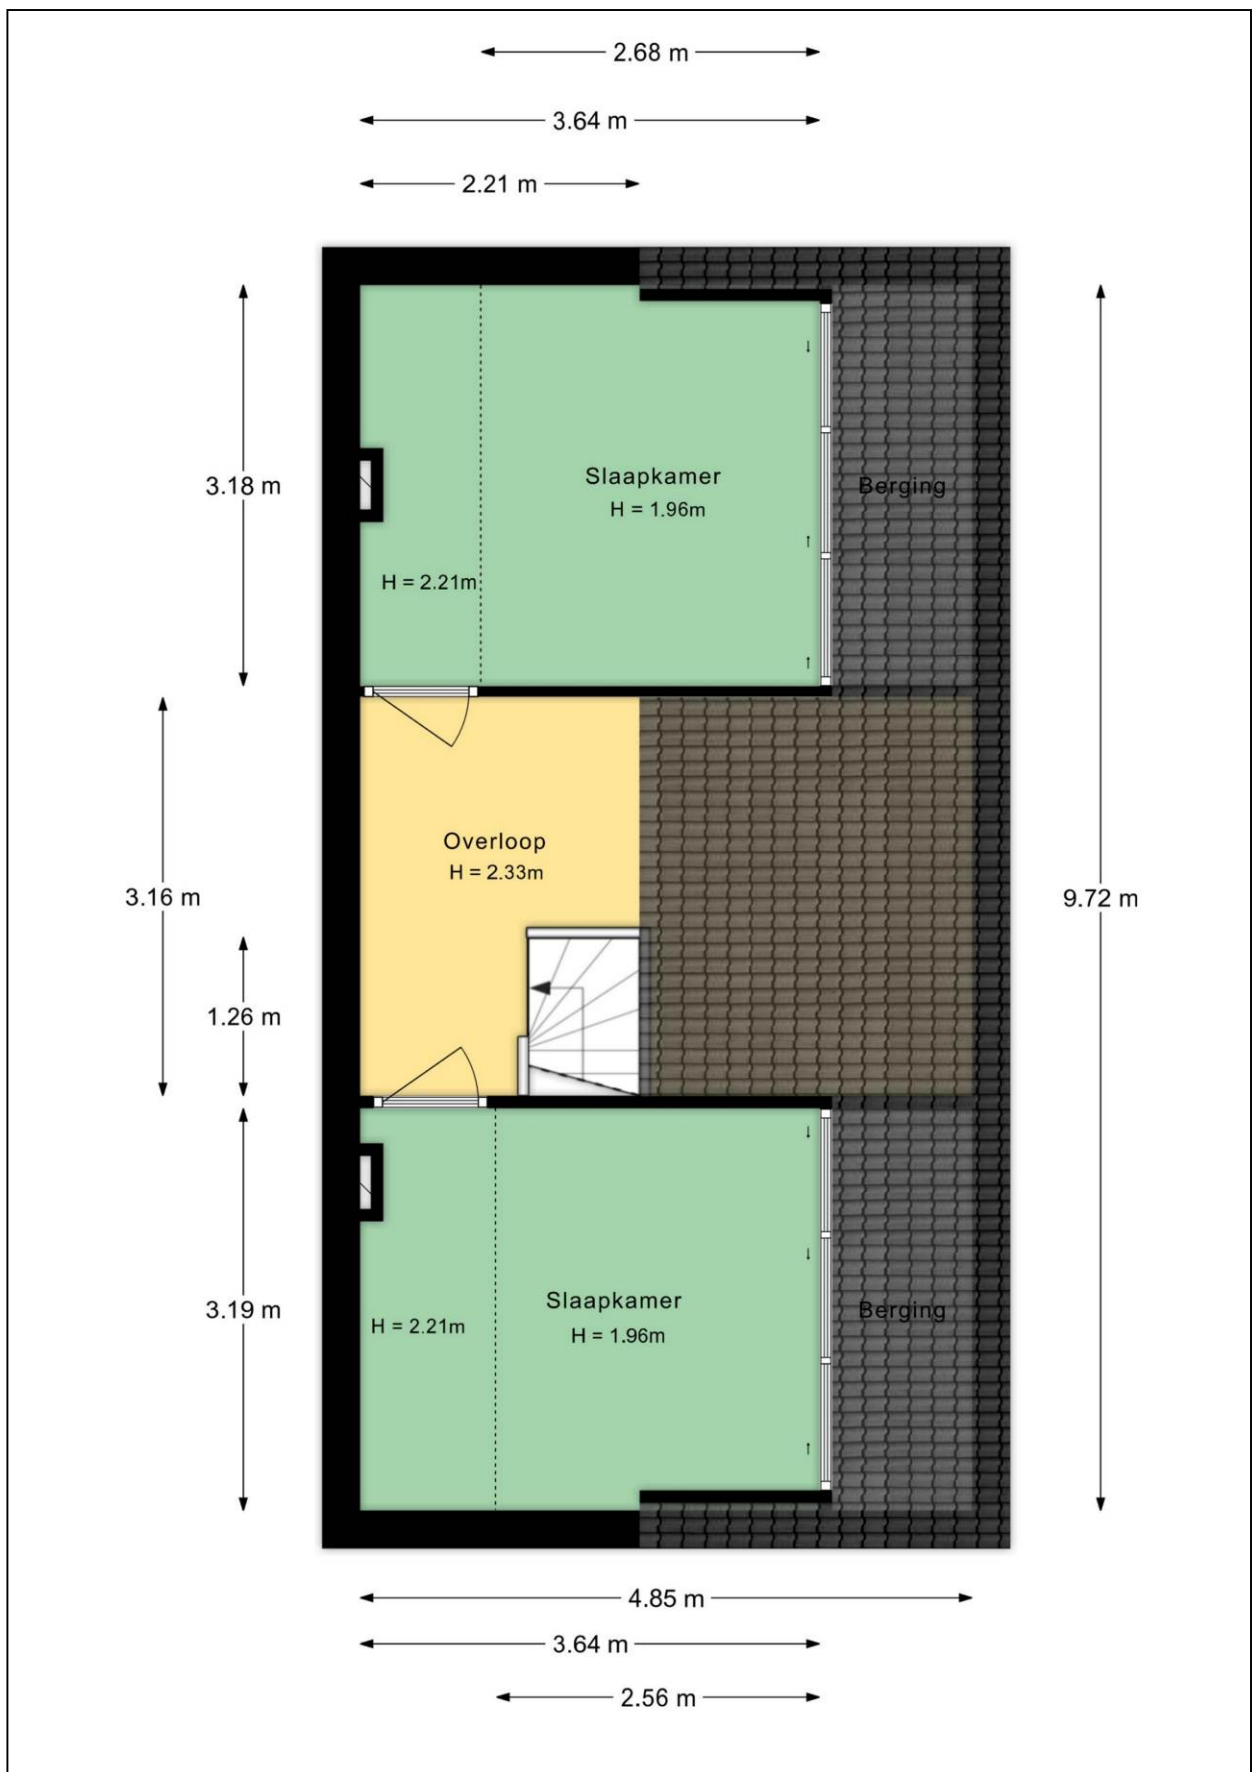 2.68 m
3.64 m
2.21 m
3.18 m
Slaapkamer
H = 1.96m
Berging
H = 2.21m
Overloop
H = 2.33m
3.16 m
9.72 m
1.26 m
Slaapkamer
H = 1.96m
3.19 m
H = 2.21m
Berging
4.85 m
3.64 m
2.56 m